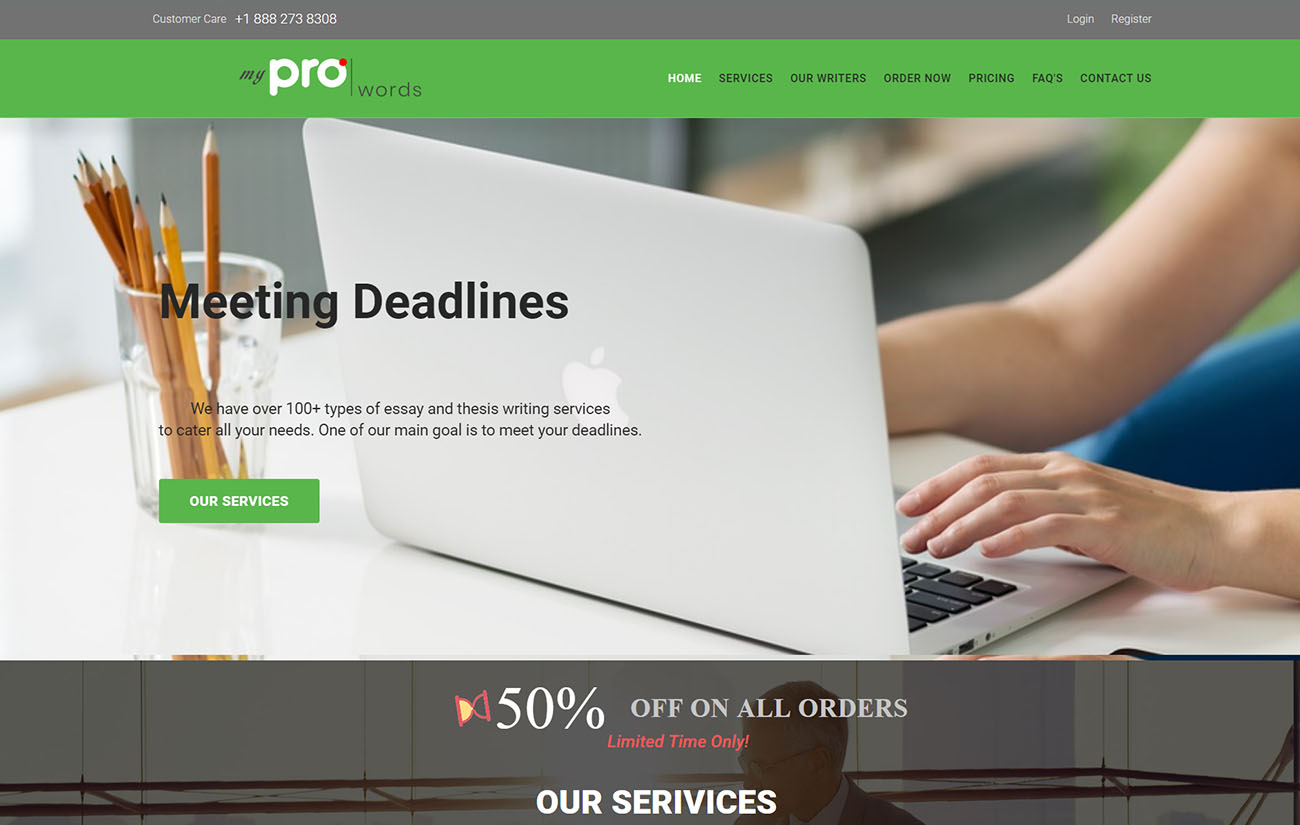 Customer Care +1 888 273 8308
Login Register
my pro words
HOME SERVICES OUR WRITERS ORDER NOW PRICING FAQ'S CONTACT US
Meeting Deadlines
We have over 100+ types of essay and thesis writing services
to cater all your needs. One of our main goal is to meet your deadlines.
OUR SERVICES
50% OFF ON ALL ORDERS
Limited Time Only!
OUR SERIVICES